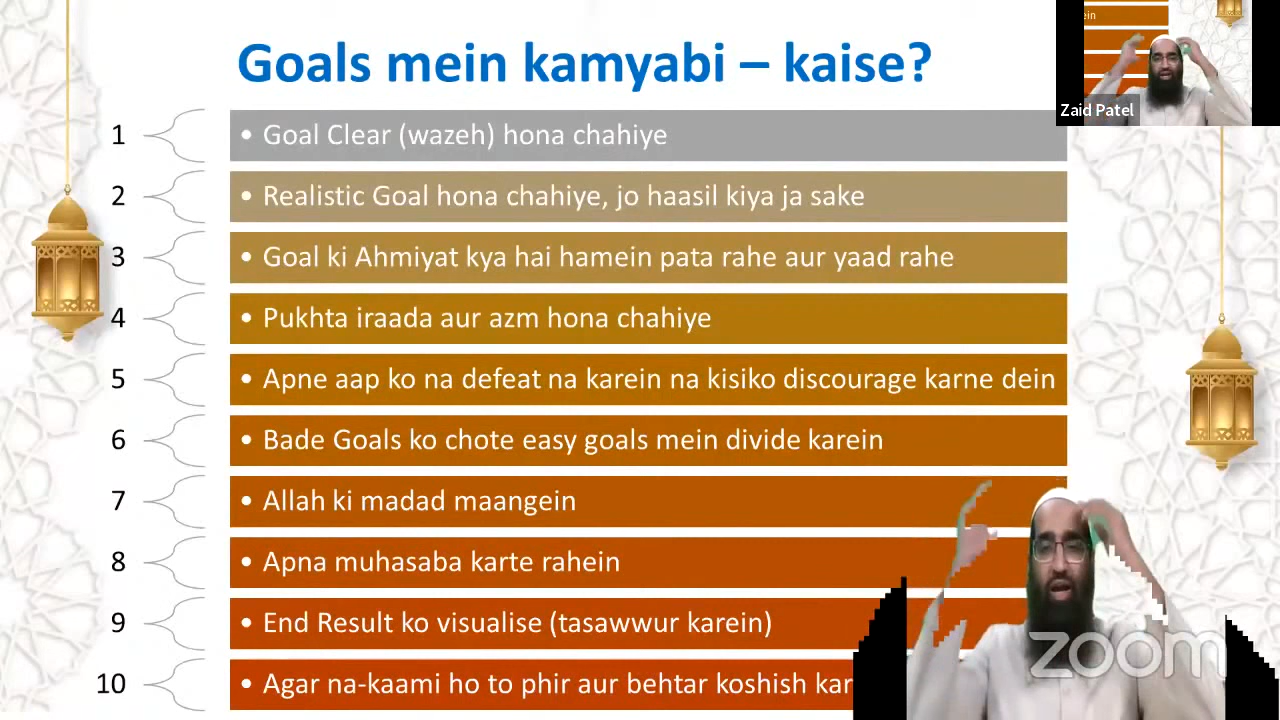 Goals mein kamyabi – kaise?
ein
Zaid Patel
1 • Goal Clear (wazeh) hona chahiye
2 • Realistic Goal hona chahiye, jo haasil kiya ja sake
3 • Goal ki Ahmiyat kya hai hamein pata rahe aur yaad rahe
4 • Pukhta iraada aur azm hona chahiye
5 • Apne aap ko na defeat na karein na kisiko discourage karne dein
6 • Bade Goals ko chote easy goals mein divide karein
7 • Allah ki madad maangein
8 • Apna muhasaba karte rahein
9 • End Result ko visualise (tasawwur karein)
10 • Agar na-kaami ho to phir aur behtar koshish kar
zoom